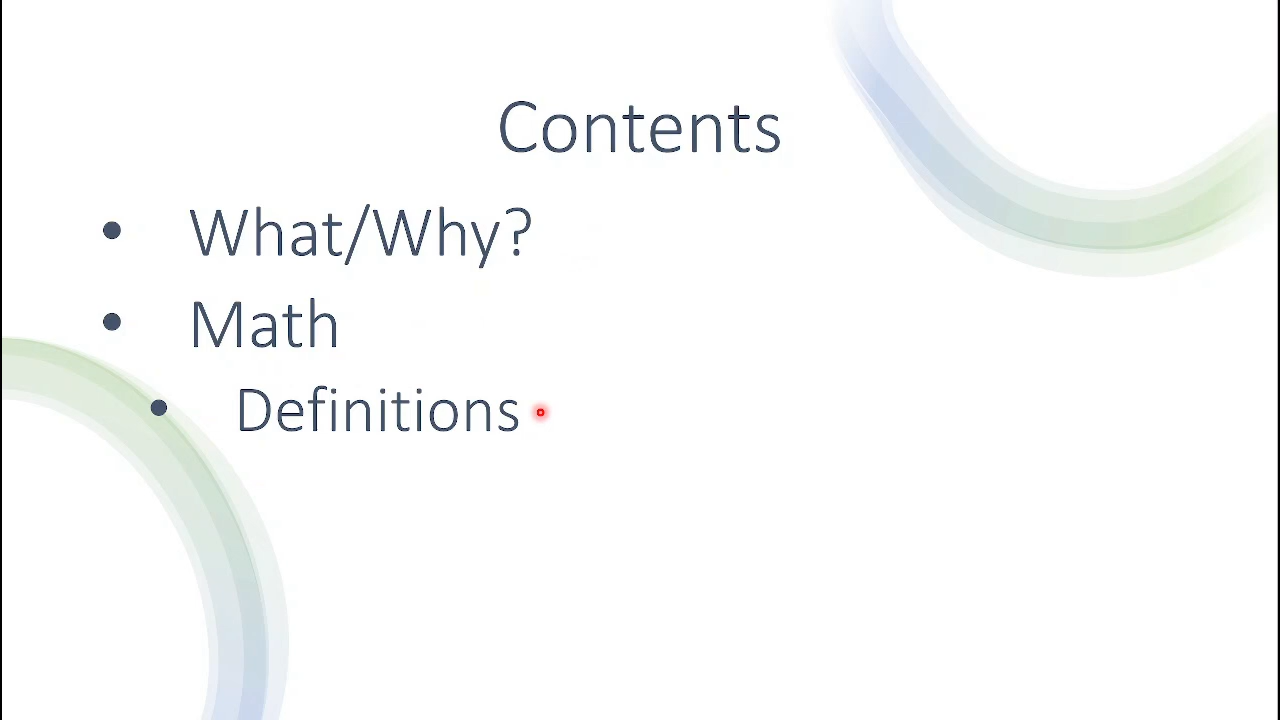 Contents
• What/Why?
• Math
• Definitions